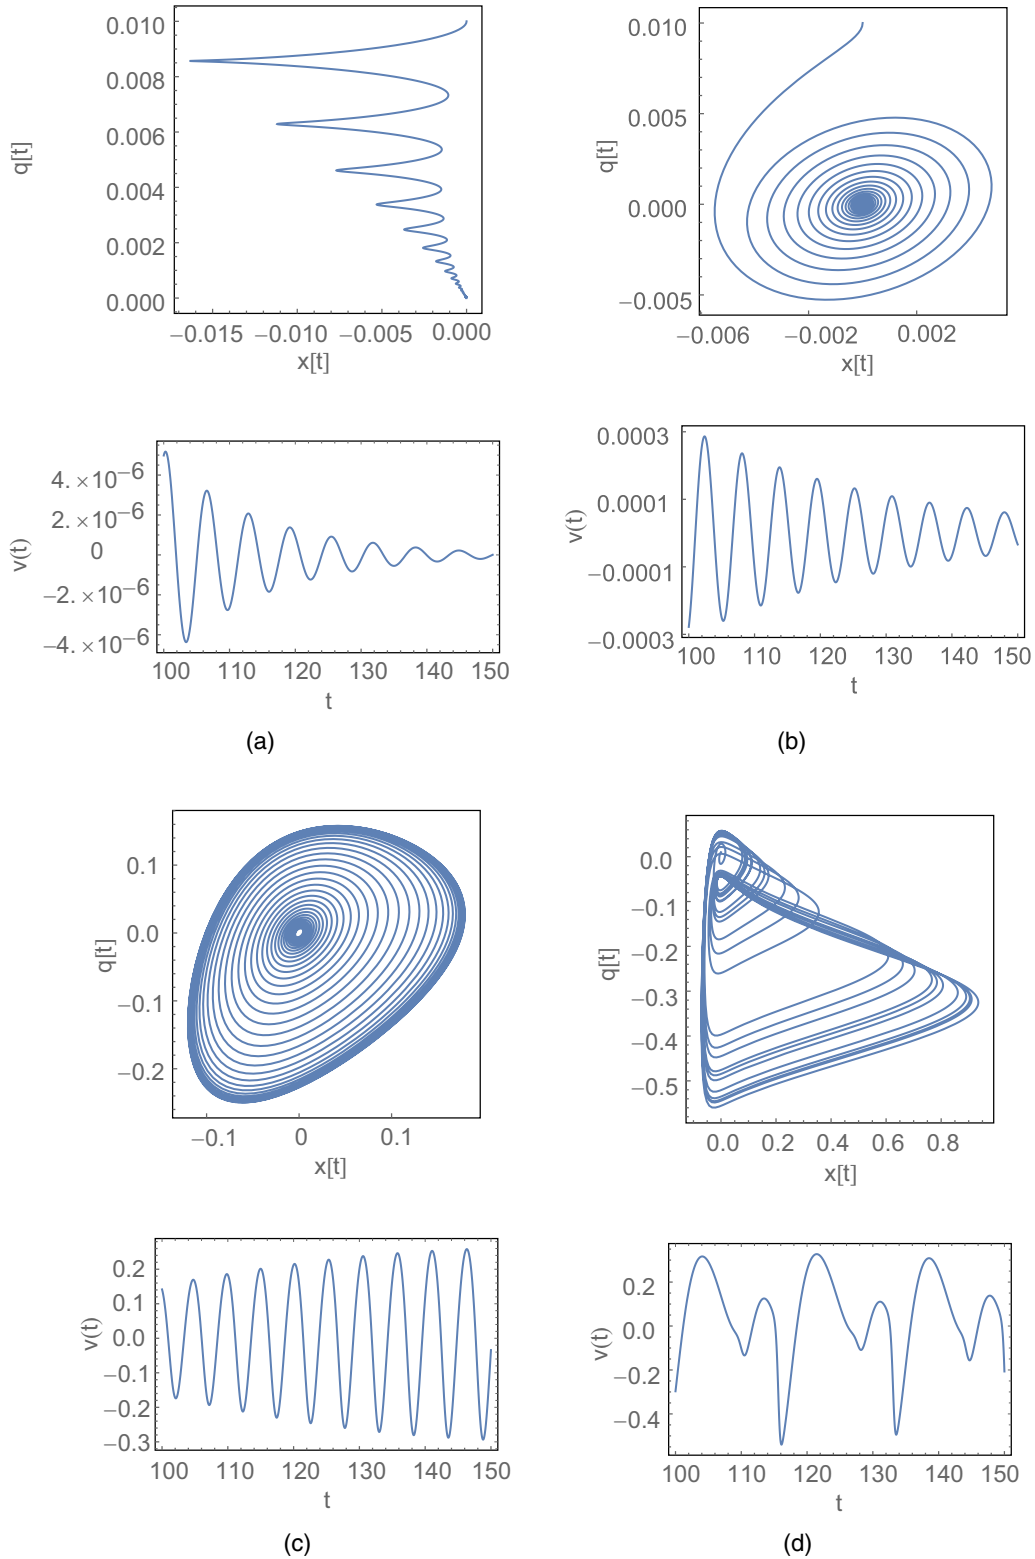 0.010
0.008
0.006
0.004
0.002
0.000
q[t]
−0.015 −0.010 −0.005 0.000
x[t]
0.010
0.005
0.000
−0.005
q[t]
−0.006 −0.002 0.002
x[t]
4.×10−6
2.×10−6
0
−2.×10−6
−4.×10−6
v(t)
100 110 120 130 140 150
t
(a)
0.0003
0.0001
−0.0001
−0.0003
v(t)
100 110 120 130 140 150
t
(b)
0.1
0.0
−0.1
−0.2
q[t]
−0.1 0 0.1
x[t]
0.0
−0.1
−0.2
−0.3
−0.4
−0.5
q[t]
0.0 0.2 0.4 0.6 0.8
x[t]
0.2
0.1
0.0
−0.1
−0.2
−0.3
v(t)
100 110 120 130 140 150
t
(c)
0.2
0.0
−0.2
−0.4
v(t)
100 110 120 130 140 150
t
(d)